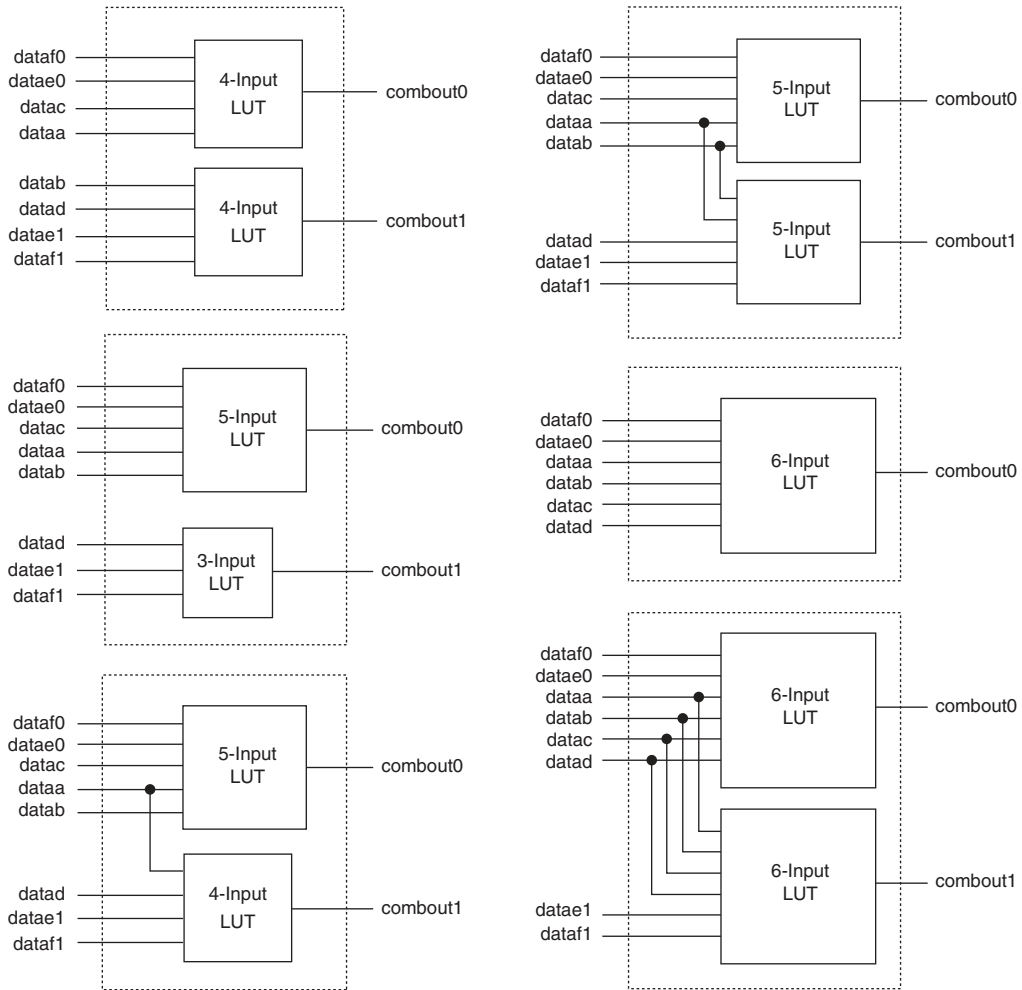 dataf0
datae0
datac
dataa
4-Input
LUT
combout0
datab
datad
datae1
dataf1
4-Input
LUT
combout1
dataf0
datae0
datac
dataa
datab
5-Input
LUT
combout0
datad
datae1
dataf1
3-Input
LUT
combout1
dataf0
datae0
datac
dataa
datab
5-Input
LUT
combout0
datad
datae1
dataf1
4-Input
LUT
combout1
dataf0
datae0
datac
dataa
datab
5-Input
LUT
combout0
datad
datae1
dataf1
5-Input
LUT
combout1
dataf0
datae0
dataa
datab
datac
datad
6-Input
LUT
combout0
dataf0
datae0
dataa
datab
datac
datad
6-Input
LUT
combout0
datae1
dataf1
6-Input
LUT
combout1